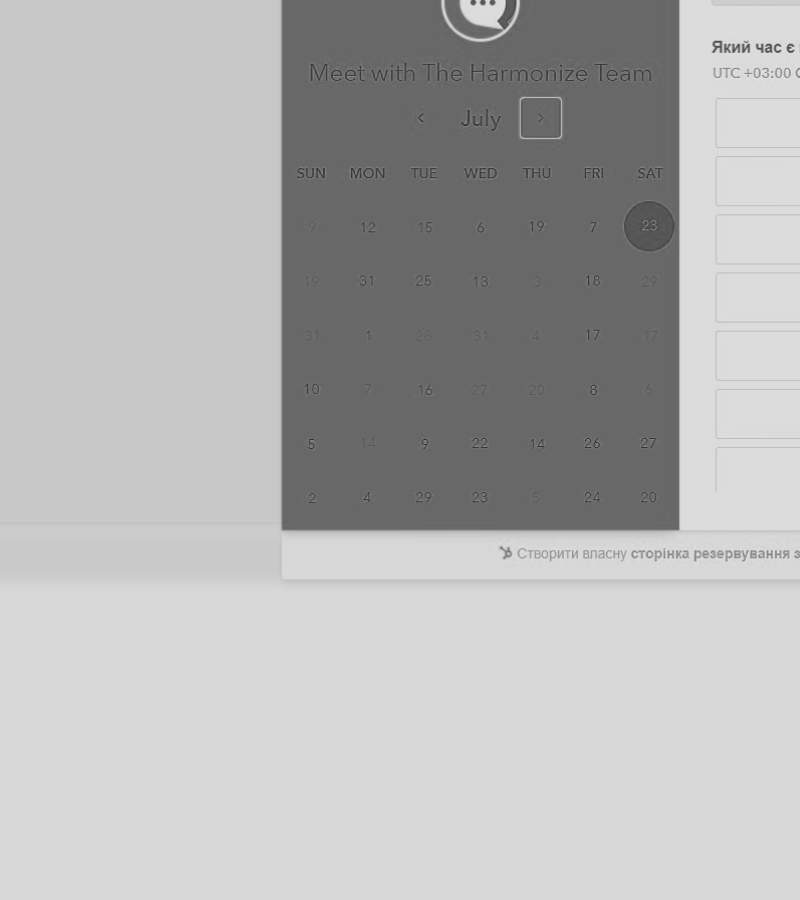 Meet with The Harmonize Team
July
SUN MON TUE WED THU FRI SAT
9 12 15 6 19 7 23
19 31 25 13 3 18 29
31 1 28 31 4 17 17
10 7 16 27 20 8 6
5 14 9 22 14 26 27
2 4 29 23 5 24 20
Який час є
UTC +03:00
Створити власну сторінка резервування з